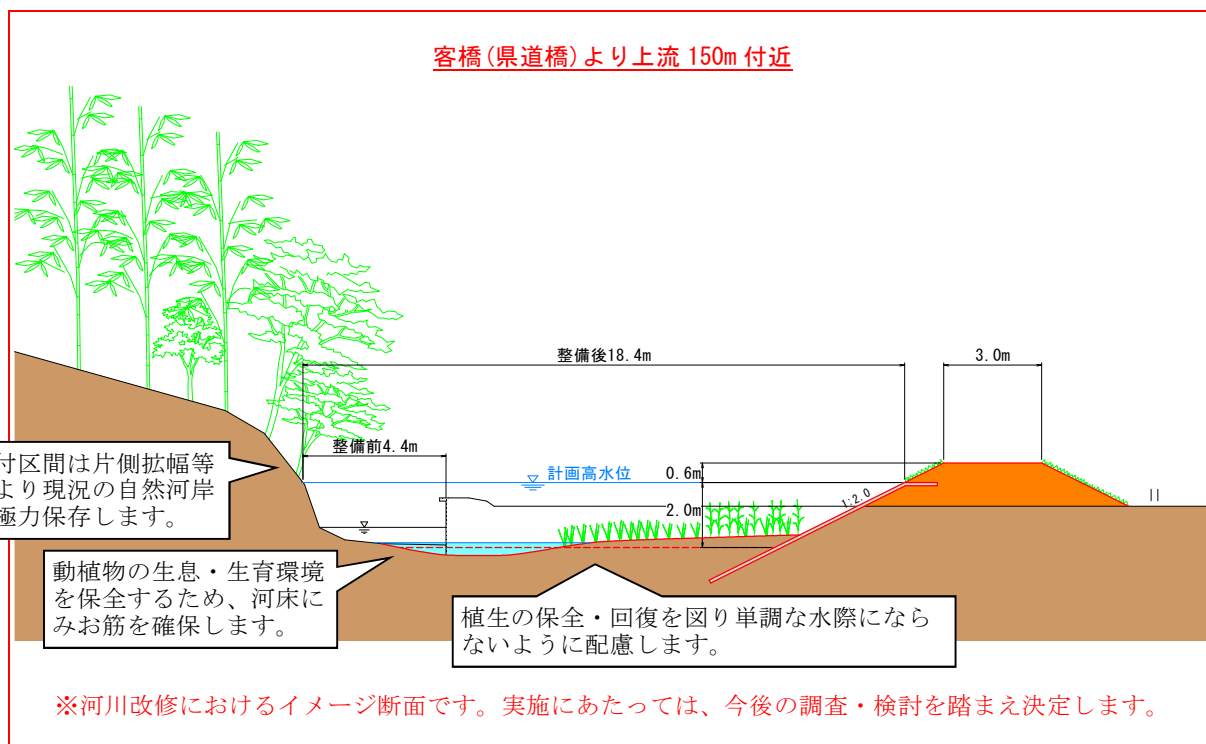 客橋(県道橋)より上流 150m 付近
整備後18.4m
3.0m
整備前4.4m
計画高水位
0.6m
2.0m
1:2.0
付区間は片側拡幅等
より現況の自然河岸
極力保存します。
動植物の生息・生育環境
を保全するため、河床に
みお筋を確保します。
植生の保全・回復を図り単調な水際になら
ないように配慮します。
※河川改修におけるイメージ断面です。実施にあたっては、今後の調査・検討を踏まえ決定します。